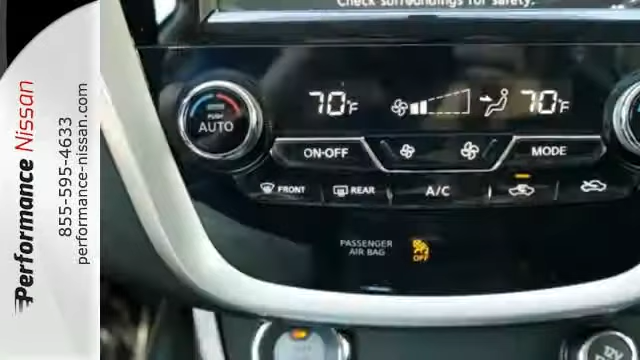 Check surroundings for safety.
70°F
70°F
PUSH
AUTO
ON·OFF
MODE
FRONT
REAR
A/C
PASSENGER
AIR BAG
OFF
12V
Performance Nissan
855-595-4633
performance-nissan.com